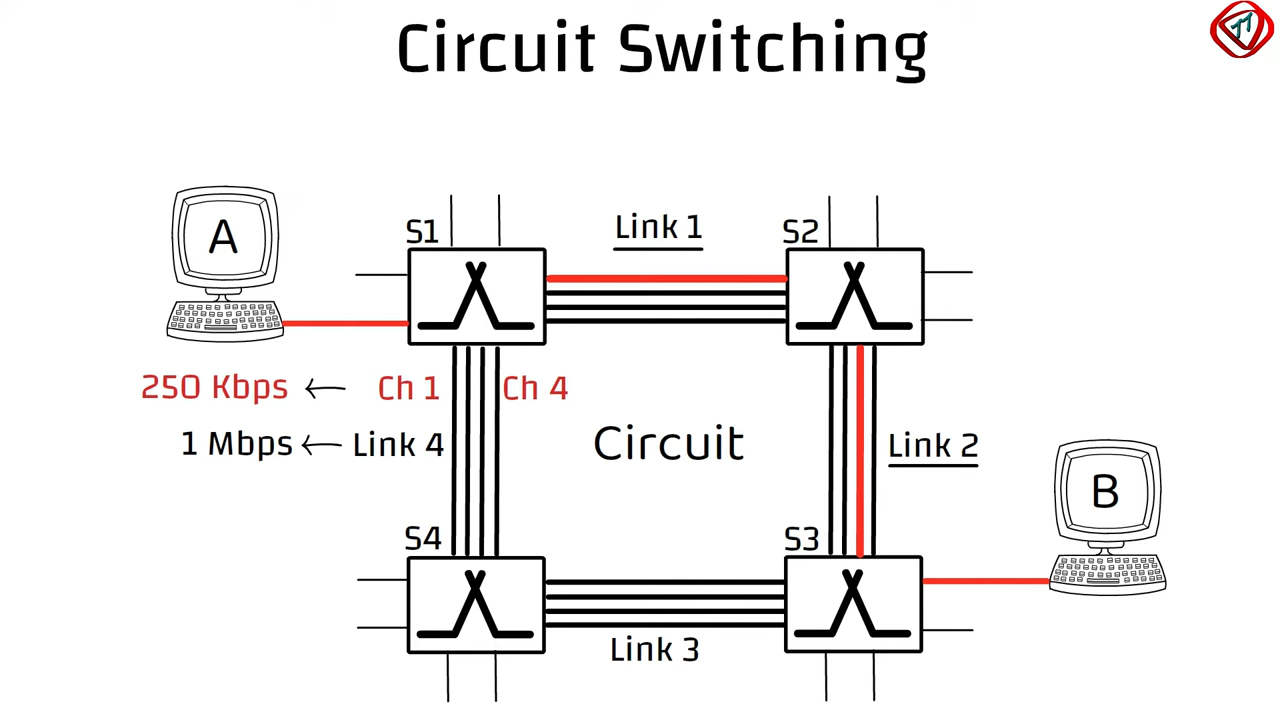 Circuit Switching
A
S1
Link 1
S2
250 Kbps ← Ch 1
Ch 4
1 Mbps ← Link 4
Circuit
Link 2
B
S4
S3
Link 3